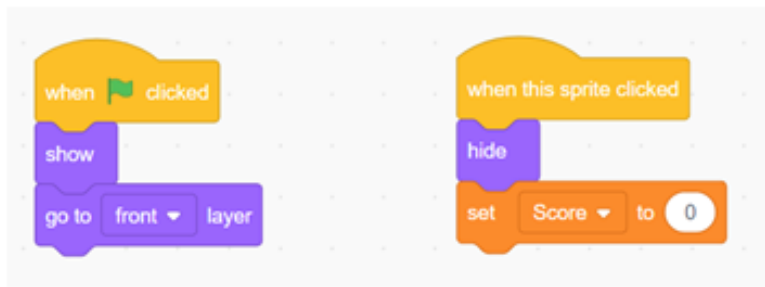 when clicked
show
go to front layer
when this sprite clicked
hide
set Score to 0